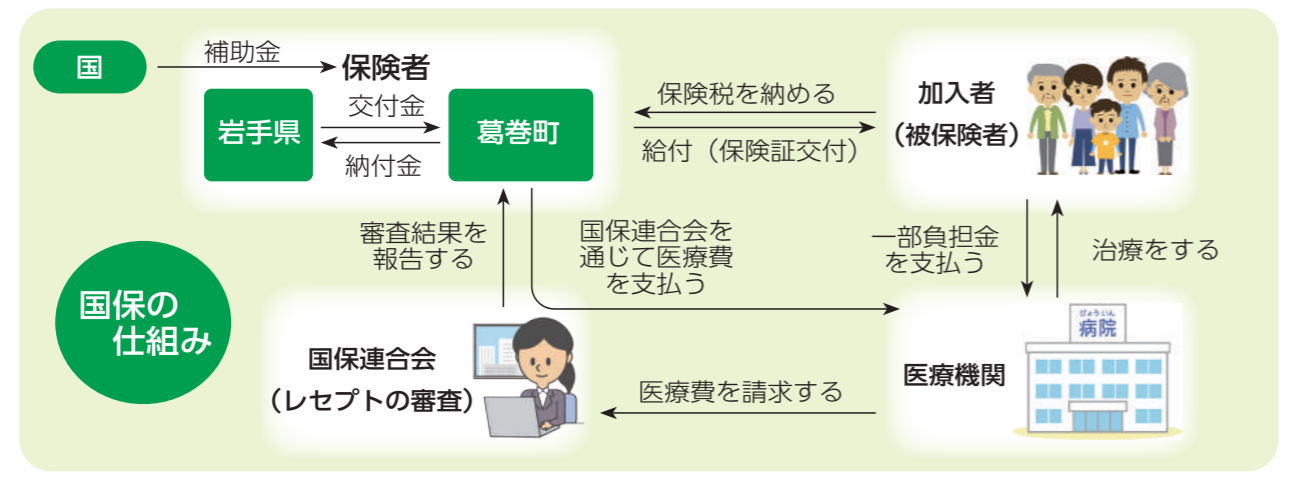 国
補助金
保険者
岩手県
交付金
納付金
葛巻町
保険税を納める
給付（保険証交付）
加入者
（被保険者）
審査結果を
報告する
国保連合会を
通じて医療費
を支払う
一部負担金
を支払う
治療をする
国保の
仕組み
国保連合会
（レセプトの審査）
医療費を請求する
医療機関
びょういん
病院